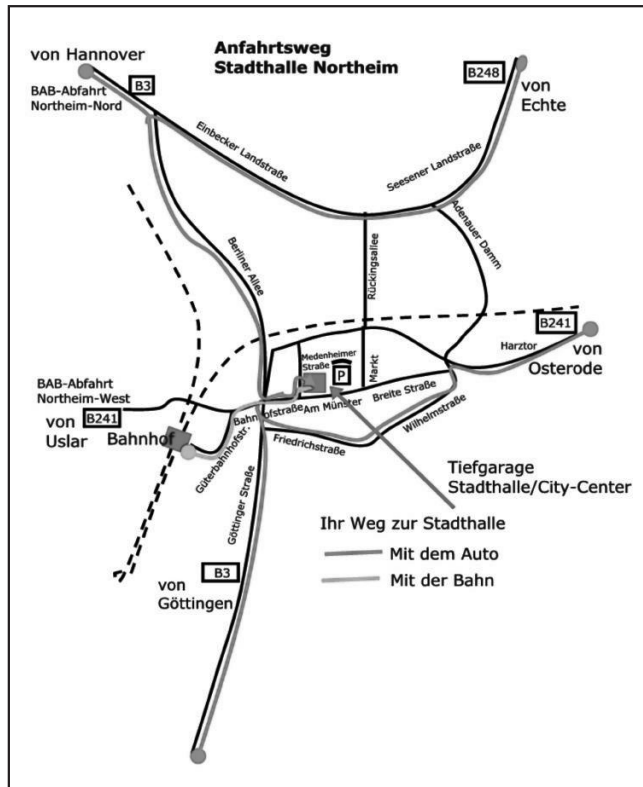 Anfahrtsweg
Stadthalle Northeim
von Hannover
B3
BAB-Abfahrt
Northeim-Nord
B248
von
Echte
Einbecker Landstraße
Seesener Landstraße
Adenauer Damm
Berliner Allee
Rückingsallee
B241
von
Osterode
Harztor
Medenheimer
Straße
P
Markt
BAB-Abfahrt
Northeim-West
B241
von
Uslar
Bahnhof
Bahnhofstraße
Am Münster
Breite Straße
Güterbahnhofstr.
Friedrichstraße
Wilhelmstraße
Göttinger Straße
Tiefgarage
Stadthalle/City-Center
Ihr Weg zur Stadthalle
Mit dem Auto
Mit der Bahn
B3
von
Göttingen